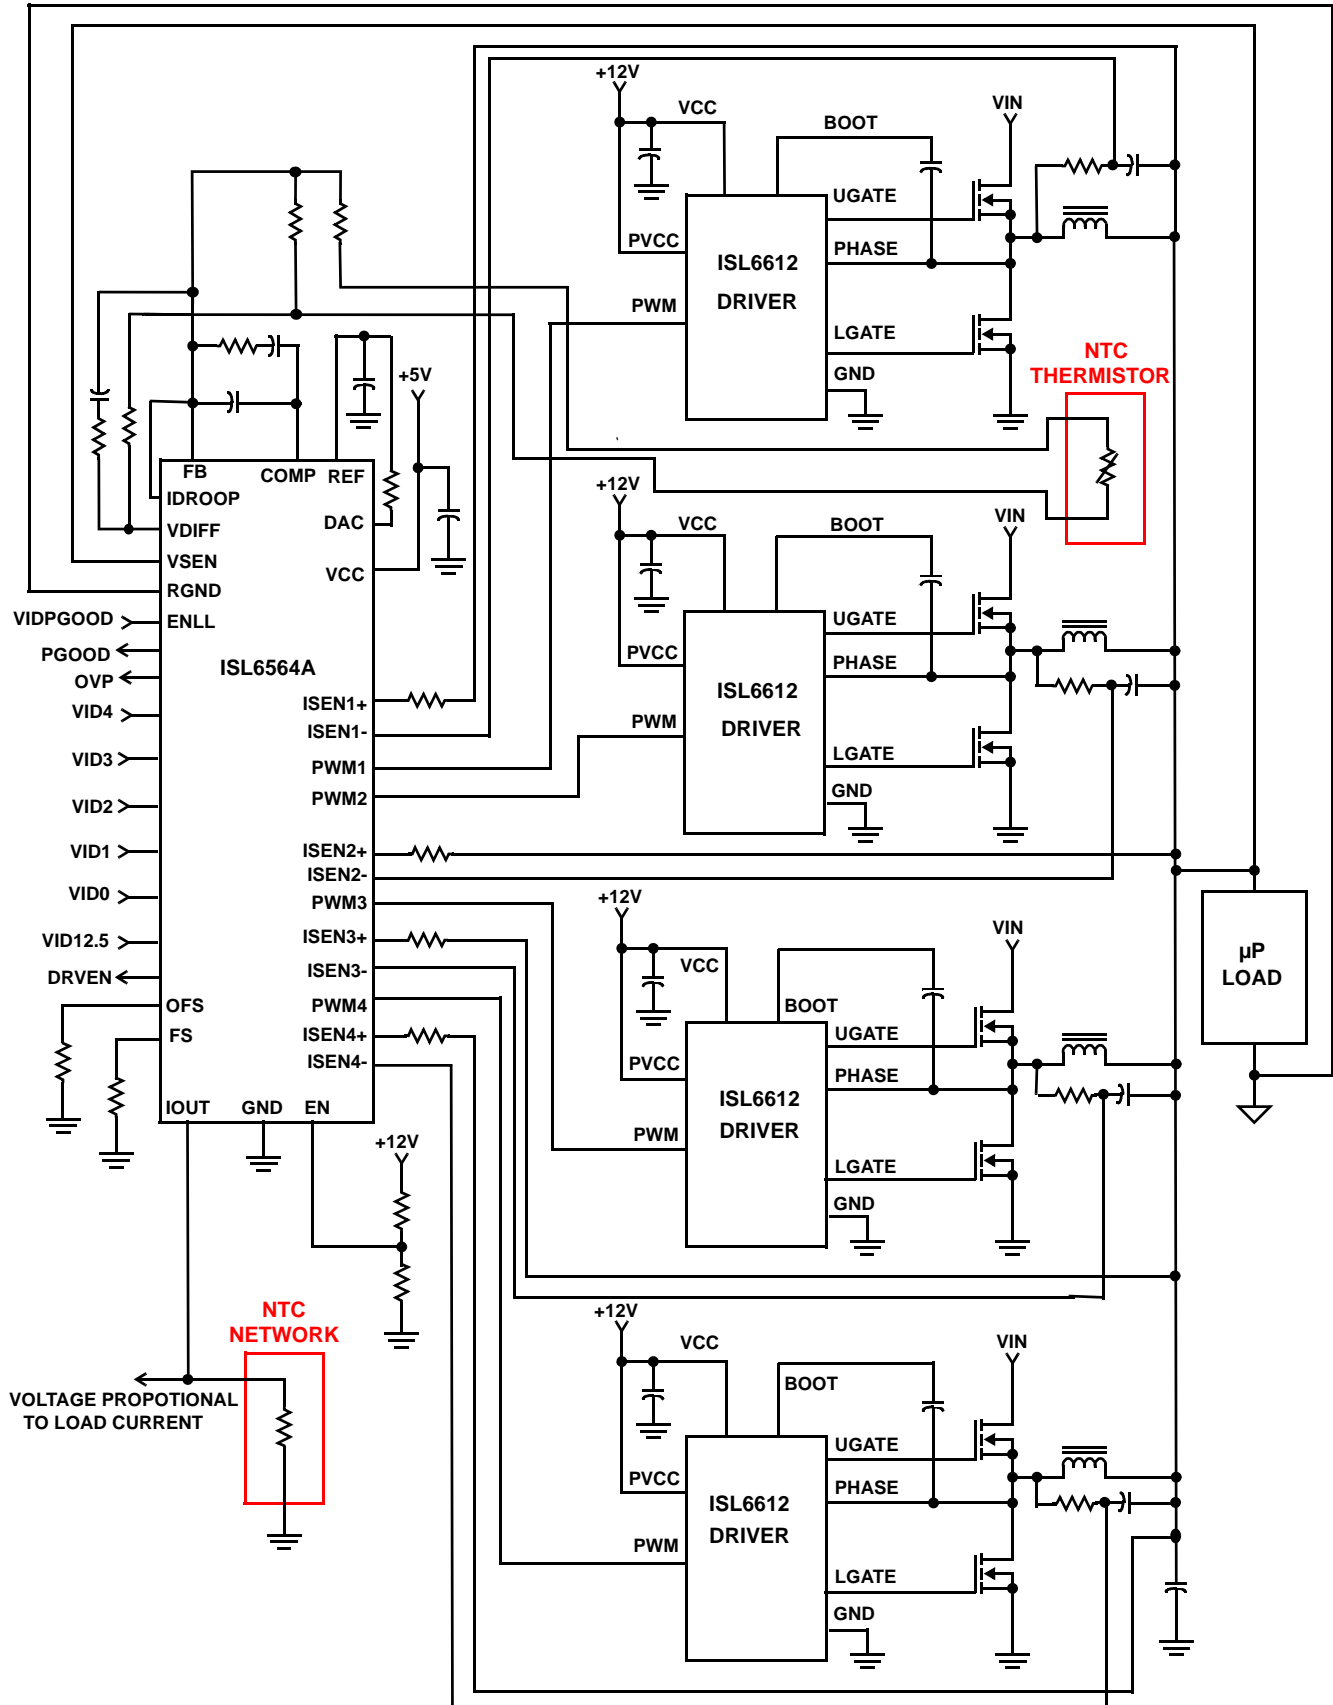 +12V
VCC
BOOT
VIN
UGATE
PVCC
PHASE
ISL6612
DRIVER
PWM
LGATE
GND
NTC
THERMISTOR
+5V
FB
COMP
REF
IDROOP
DAC
VDIFF
VSEN
VCC
RGND
VIDPGOOD
ENLL
PGOOD
OVP
ISL6564A
VID4
ISEN1+
ISEN1-
VID3
PWM1
VID2
PWM2
VID1
ISEN2+
ISEN2-
VID0
PWM3
VID12.5
ISEN3+
ISEN3-
DRVEN
OFS
PWM4
FS
ISEN4+
ISEN4-
IOUT
GND
EN
+12V
NTC
NETWORK
VOLTAGE PROPOTIONAL
TO LOAD CURRENT
+12V
VCC
BOOT
VIN
UGATE
PVCC
PHASE
ISL6612
DRIVER
PWM
LGATE
GND
+12V
VCC
BOOT
VIN
UGATE
PVCC
PHASE
ISL6612
DRIVER
PWM
LGATE
GND
µP
LOAD
+12V
VCC
BOOT
VIN
UGATE
PVCC
PHASE
ISL6612
DRIVER
PWM
LGATE
GND